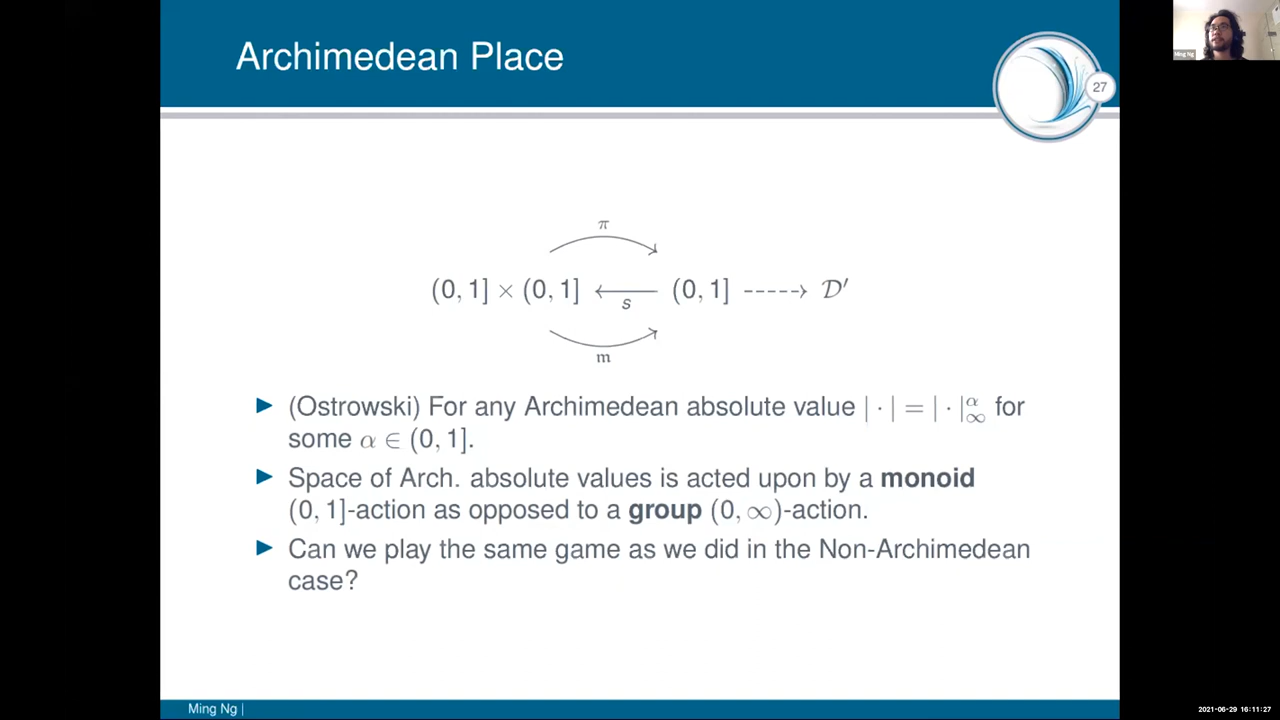 Archimedean Place
27
Ming Ng
π
(0, 1] × (0, 1] ⟵ (0, 1] ----→ 𝒟′
s
𝔪
(Ostrowski) For any Archimedean absolute value | · | = | · |_∞^α for
some α ∈ (0, 1].
Space of Arch. absolute values is acted upon by a monoid
(0, 1]-action as opposed to a group (0, ∞)-action.
Can we play the same game as we did in the Non-Archimedean
case?
Ming Ng |
2021-06-29 16:11:27